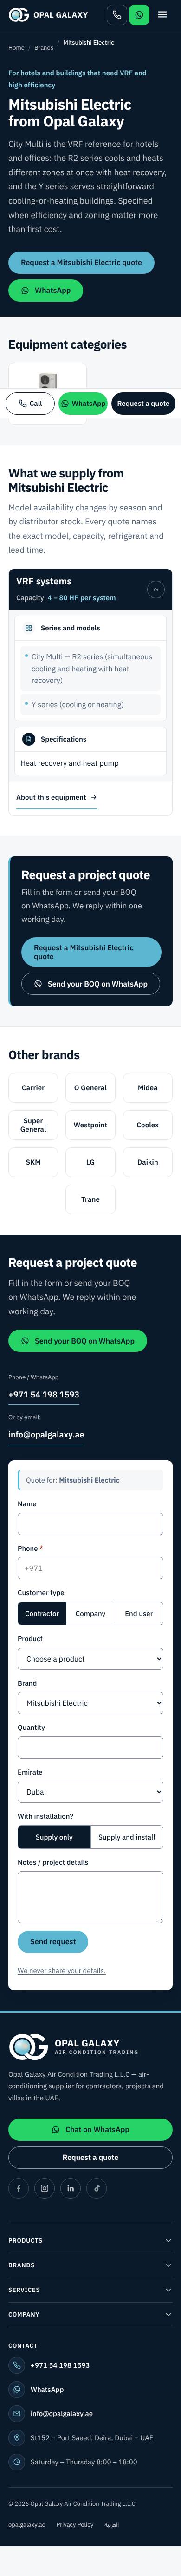 OPAL GALAXY
Home / Brands / Mitsubishi Electric
For hotels and buildings that need VRF and
high efficiency
Mitsubishi Electric
from Opal Galaxy
City Multi is the VRF reference for hotels
and offices: the R2 series cools and heats
different zones at once with heat recovery,
and the Y series serves straightforward
cooling-or-heating buildings. Specified
when efficiency and zoning matter more
than first cost.
Request a Mitsubishi Electric quote
WhatsApp
Equipment categories
Call
WhatsApp
Request a quote
What we supply from
Mitsubishi Electric
Model availability changes by season and
by distributor stock. Every quote names
the exact model, capacity, refrigerant and
lead time.
VRF systems
Capacity 4 – 80 HP per system
Series and models
City Multi — R2 series (simultaneous
cooling and heating with heat
recovery)
Y series (cooling or heating)
Specifications
Heat recovery and heat pump
About this equipment →
Request a project quote
Fill in the form or send your BOQ
on WhatsApp. We reply within one
working day.
Request a Mitsubishi Electric
quote
Send your BOQ on WhatsApp
Other brands
Carrier
O General
Midea
Super
General
Westpoint
Coolex
SKM
LG
Daikin
Trane
Request a project quote
Fill in the form or send your BOQ
on WhatsApp. We reply within one
working day.
Send your BOQ on WhatsApp
Phone / WhatsApp
+971 54 198 1593
Or by email:
info@opalgalaxy.ae
Quote for: Mitsubishi Electric
Name
Phone *
+971
Customer type
Contractor
Company
End user
Product
Choose a product
Brand
Mitsubishi Electric
Quantity
Emirate
Dubai
With installation?
Supply only
Supply and install
Notes / project details
Send request
We never share your details.
OPAL GALAXY
AIR CONDITION TRADING
Opal Galaxy Air Condition Trading L.L.C — air-
conditioning supplier for contractors, projects and
villas in the UAE.
Chat on WhatsApp
Request a quote
PRODUCTS
BRANDS
SERVICES
COMPANY
CONTACT
+971 54 198 1593
WhatsApp
info@opalgalaxy.ae
St152 – Port Saeed, Deira, Dubai – UAE
Saturday – Thursday 8:00 – 18:00
© 2026 Opal Galaxy Air Condition Trading L.L.C
opalgalaxy.ae
Privacy Policy
العربية